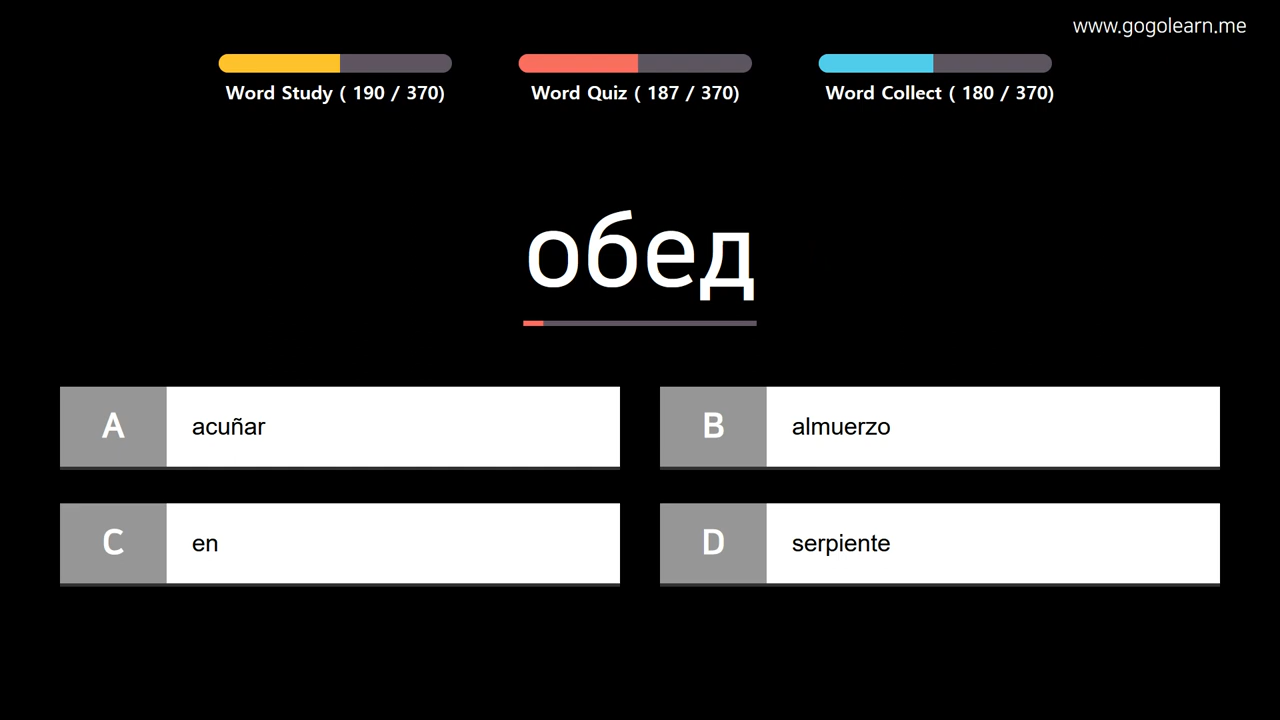 www.gogolearn.me
Word Study ( 190 / 370)
Word Quiz ( 187 / 370)
Word Collect ( 180 / 370)
обед
A acuñar
B almuerzo
C en
D serpiente